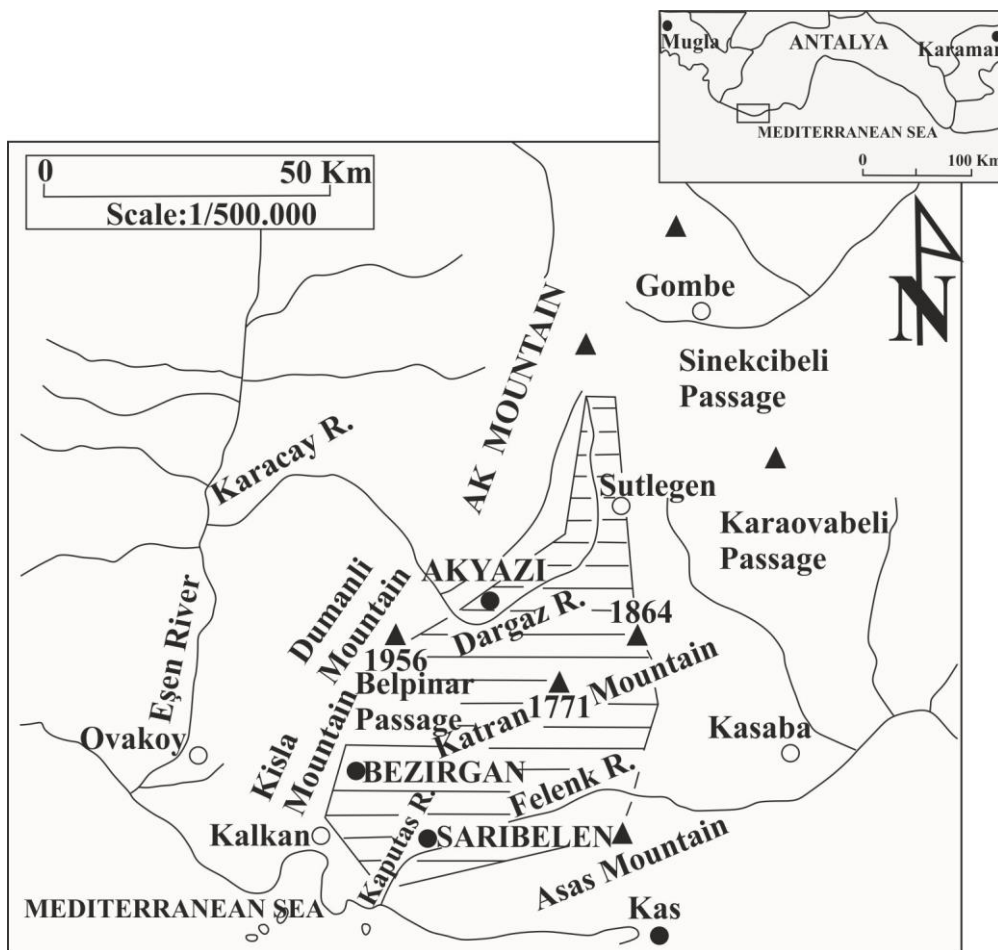 Mugla
ANTALYA
Karaman
MEDITERRANEAN SEA
0 100 Km
0 50 Km
Scale:1/500.000
N
Gombe
Sinekcibeli
Passage
AK MOUNTAIN
Karacay R.
Sutlegen
Karaovabeli
Passage
AKYAZI
Dumanli
Mountain
Dargaz R.
1864
1956
Eşen River
Belpinar
Passage
1771
Katran Mountain
Kisla
Mountain
Ovakoy
Kasaba
BEZIRGAN
Felenk R.
Kaputas R.
Kalkan
SARIBELEN
Asas Mountain
MEDITERRANEAN SEA
Kas